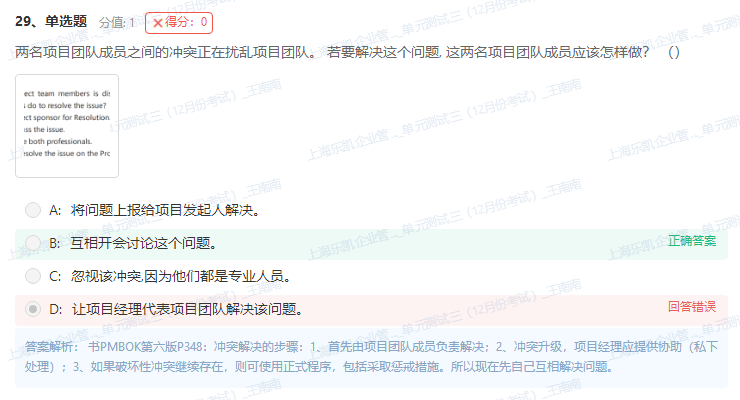 29、单选题 分值: 1 ✕得分：0
两名项目团队成员之间的冲突正在扰乱项目团队。 若要解决这个问题, 这两名项目团队成员应该怎样做? （）
ect team members is dis
s do to resolve the issue?
ect sponsor for Resolution.
ass the issue.
e both professionals.
esolve the issue on the Pro
A: 将问题上报给项目发起人解决。
B: 互相开会讨论这个问题。 正确答案
C: 忽视该冲突,因为他们都是专业人员。
D: 让项目经理代表项目团队解决该问题。 回答错误
答案解析: 书PMBOK第六版P348：冲突解决的步骤：1、首先由项目团队成员负责解决；2、冲突升级，项目经理应提供协助（私下
处理）；3、如果破坏性冲突继续存在，则可使用正式程序，包括采取惩戒措施。所以现在先自己互相解决问题。
上海乐凯企业管_.单元测试三（12月份考试）_王南南